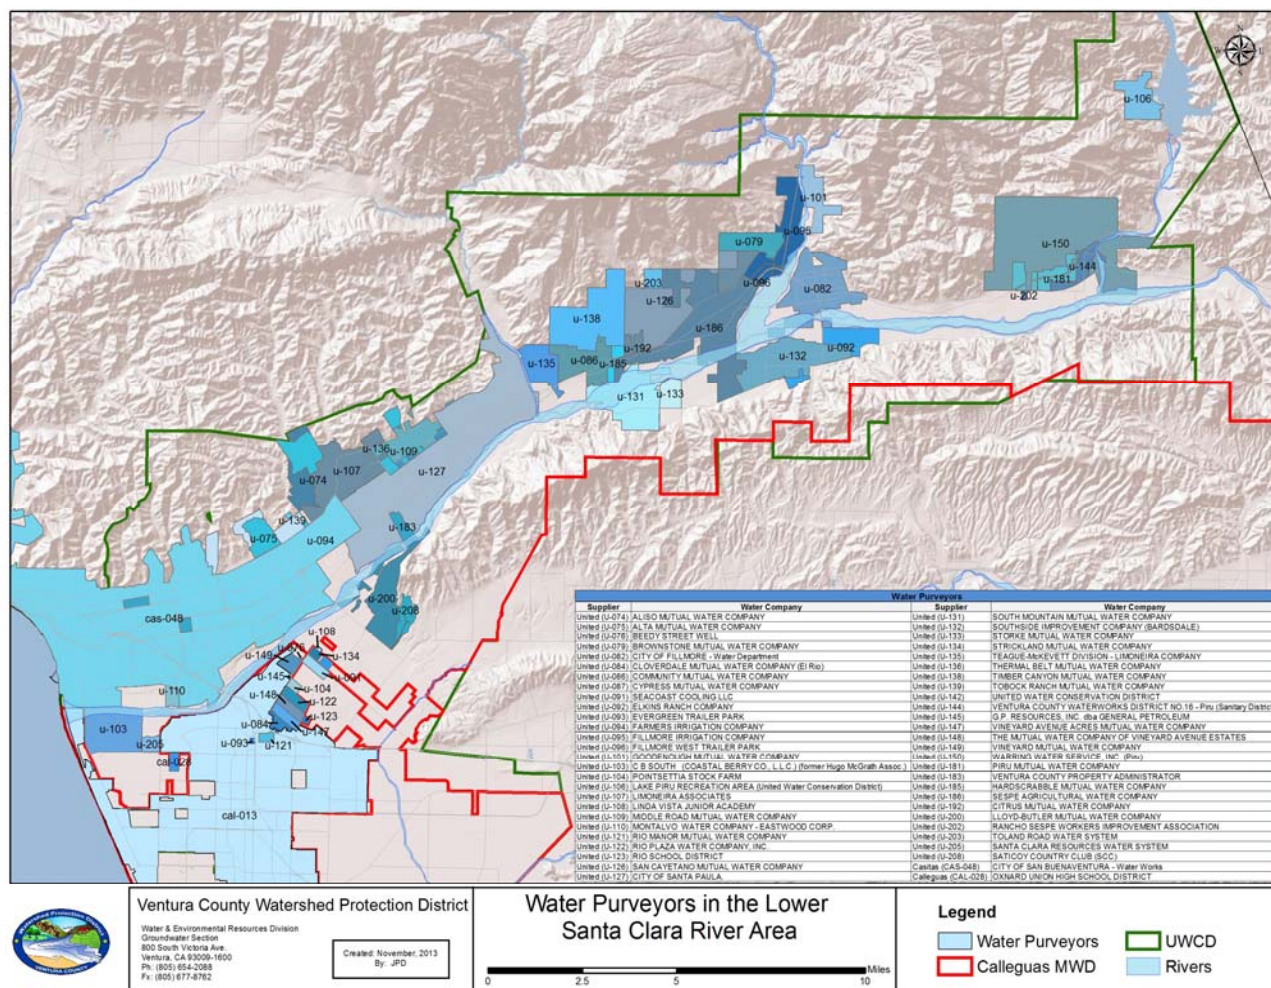 N
W
S
u-106
u-101
u-095
u-079
u-150
u-144
u-181
u-202
u-203
u-096
u-082
u-126
u-138
u-186
u-192
u-086
u-185
u-135
u-132
u-092
u-131
u-133
u-136
u-109
u-107
u-127
u-074
u-139
u-075
u-094
u-183
u-200
u-208
cas-048
u-108
u-149
u-134
u-145
u-104
u-110
u-148
u-122
u-123
u-103
u-084
u-147
u-205
u-093
u-121
cal-028
cal-013
Water Purveyors
Supplier Water Company Supplier Water Company
United (U-074) ALISO MUTUAL WATER COMPANY United (U-131) SOUTH MOUNTAIN MUTUAL WATER COMPANY
United (U-075) ALTA MUTUAL WATER COMPANY United (U-132) SOUTHSIDE IMPROVEMENT COMPANY (BARDSDALE)
United (U-076) BEEDY STREET WELL United (U-133) STORKE MUTUAL WATER COMPANY
United (U-079) BROWNSTONE MUTUAL WATER COMPANY United (U-134) STRICKLAND MUTUAL WATER COMPANY
United (U-082) CITY OF FILLMORE - Water Department United (U-135) TEAGUE-McKEVETT DIVISION - LIMONEIRA COMPANY
United (U-084) CLOVERDALE MUTUAL WATER COMPANY (El Rio) United (U-136) THERMAL BELT MUTUAL WATER COMPANY
United (U-086) COMMUNITY MUTUAL WATER COMPANY United (U-138) TIMBER CANYON MUTUAL WATER COMPANY
United (U-087) CYPRESS MUTUAL WATER COMPANY United (U-139) TOBOCK RANCH MUTUAL WATER COMPANY
United (U-091) SEACOAST COOLING LLC United (U-142) UNITED WATER CONSERVATION DISTRICT
United (U-092) ELKINS RANCH COMPANY United (U-144) VENTURA COUNTY WATERWORKS DISTRICT NO.16 - Piru (Sanitary Distric
United (U-093) EVERGREEN TRAILER PARK United (U-145) G.P. RESOURCES, INC. dba GENERAL PETROLEUM
United (U-094) FARMERS IRRIGATION COMPANY United (U-147) VINEYARD AVENUE ACRES MUTUAL WATER COMPANY
United (U-095) FILLMORE IRRIGATION COMPANY United (U-148) THE MUTUAL WATER COMPANY OF VINEYARD AVENUE ESTATES
United (U-096) FILLMORE WEST TRAILER PARK United (U-149) VINEYARD MUTUAL WATER COMPANY
United (U-101) GOODENOUGH MUTUAL WATER COMPANY United (U-150) WARRING WATER SERVICE, INC. (Piru)
United (U-103) C B SOUTH (COASTAL BERRY CO., L.L.C.) (former Hugo McGrath Assoc.) United (U-181) PIRU MUTUAL WATER COMPANY
United (U-104) POINTSETTIA STOCK FARM United (U-183) VENTURA COUNTY PROPERTY ADMINISTRATOR
United (U-106) LAKE PIRU RECREATION AREA (United Water Conservation District) United (U-185) HARDSCRABBLE MUTUAL WATER COMPANY
United (U-107) LIMONEIRA ASSOCIATES United (U-186) SESPE AGRICULTURAL WATER COMPANY
United (U-108) LINDA VISTA JUNIOR ACADEMY United (U-192) CITRUS MUTUAL WATER COMPANY
United (U-109) MIDDLE ROAD MUTUAL WATER COMPANY United (U-200) LLOYD-BUTLER MUTUAL WATER COMPANY
United (U-110) MONTALVO WATER COMPANY - EASTWOOD CORP. United (U-202) RANCHO SESPE WORKERS IMPROVEMENT ASSOCIATION
United (U-121) RIO MANOR MUTUAL WATER COMPANY United (U-203) TOLAND ROAD WATER SYSTEM
United (U-122) RIO PLAZA WATER COMPANY, INC. United (U-205) SANTA CLARA RESOURCES WATER SYSTEM
United (U-123) RIO SCHOOL DISTRICT United (U-208) SATICOY COUNTRY CLUB (SCC)
United (U-126) SAN CAYETANO MUTUAL WATER COMPANY Casitas (CAS-048) CITY OF SAN BUENAVENTURA - Water Works
United (U-127) CITY OF SANTA PAULA. Calleguas (CAL-028) OXNARD UNION HIGH SCHOOL DISTRICT
Watershed Protection District
VENTURA COUNTY
Ventura County Watershed Protection District
Water & Environmental Resources Division
Groundwater Section
800 South Victoria Ave.
Ventura, CA 93009-1600
Ph: (805) 654-2088
Fx: (805) 677-8762
Created: November, 2013
By: JPD
Water Purveyors in the Lower
Santa Clara River Area
Miles
0 2.5 5 10
Legend
Water Purveyors
UWCD
Calleguas MWD
Rivers